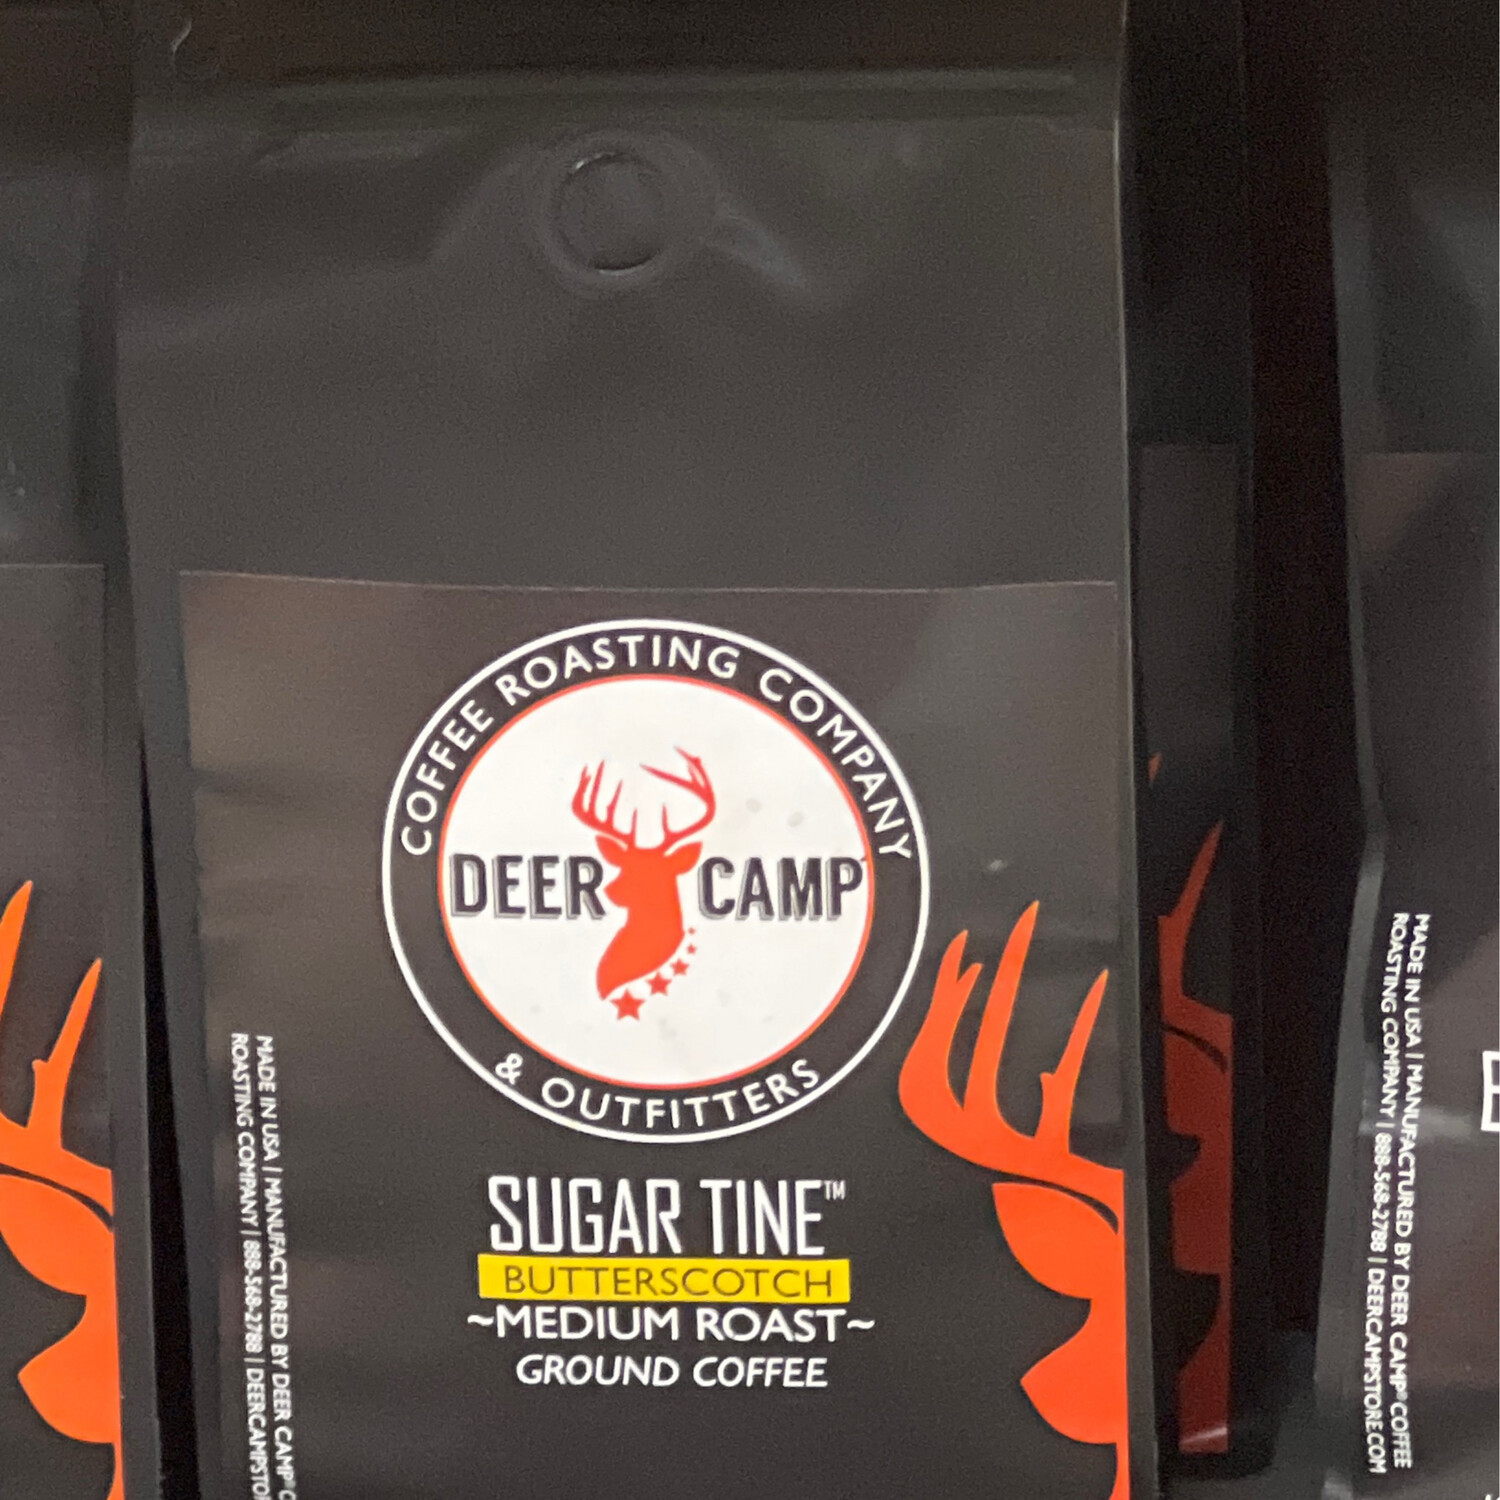 COFFEE ROASTING COMPANY
DEER CAMP
& OUTFITTERS
SUGAR TINE™
BUTTERSCOTCH
~MEDIUM ROAST~
GROUND COFFEE
MADE IN USA | MANUFACTURED BY DEER CAMP®
ROASTING COMPANY | 888-568-2788 |
MADE IN USA | MANUFACTURED BY DEER CAMP® COFFEE
ROASTING COMPANY | 888-568-2788 | DEERCAMPSTORE.COM